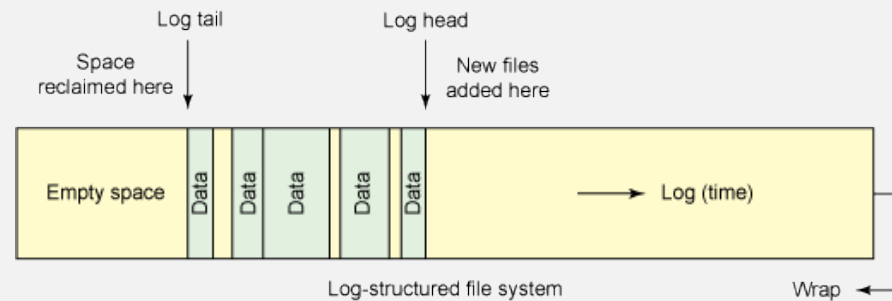 Log tail
Log head
Space
reclaimed here
New files
added here
Empty space
Data
Data
Data
Data
Data
Log (time)
Log-structured file system
Wrap